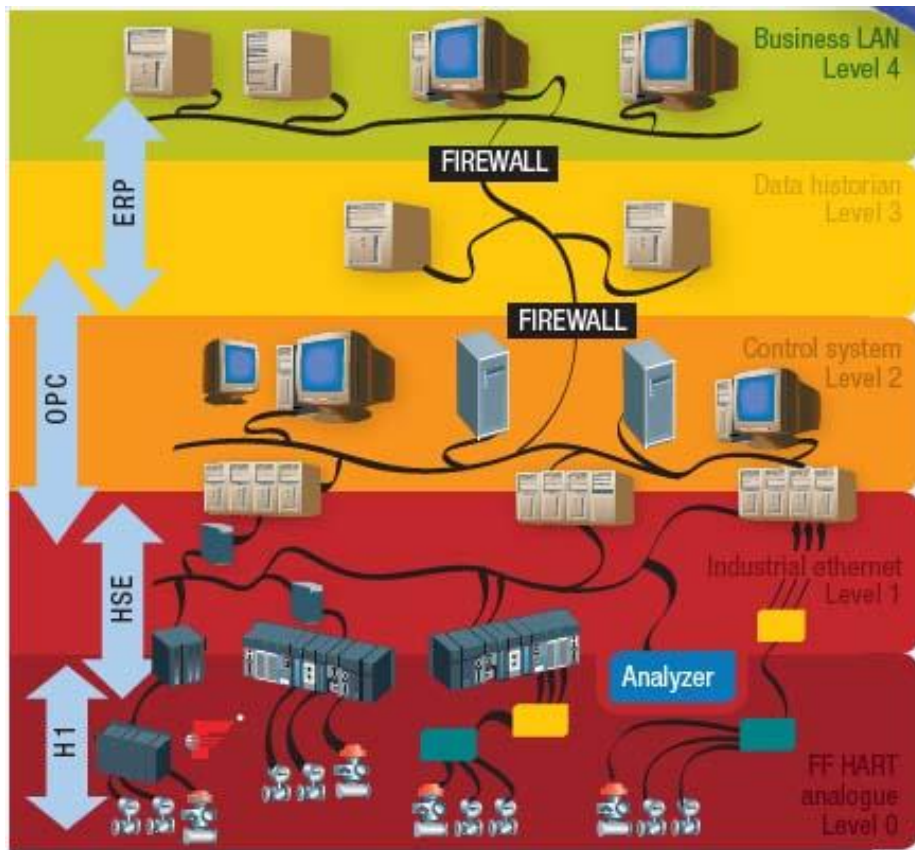 Business LAN
Level 4
FIREWALL
ERP
Data historian
Level 3
FIREWALL
OPC
Control system
Level 2
HSE
Industrial ethernet
Level 1
Analyzer
H1
FF HART
analogue
Level 0